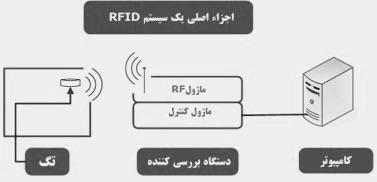 اجزاء اصلی یک سیستم RFID
ماژولRF
ماژول کنترل
تگ
دستگاه بررسی کننده
کامپیوتر